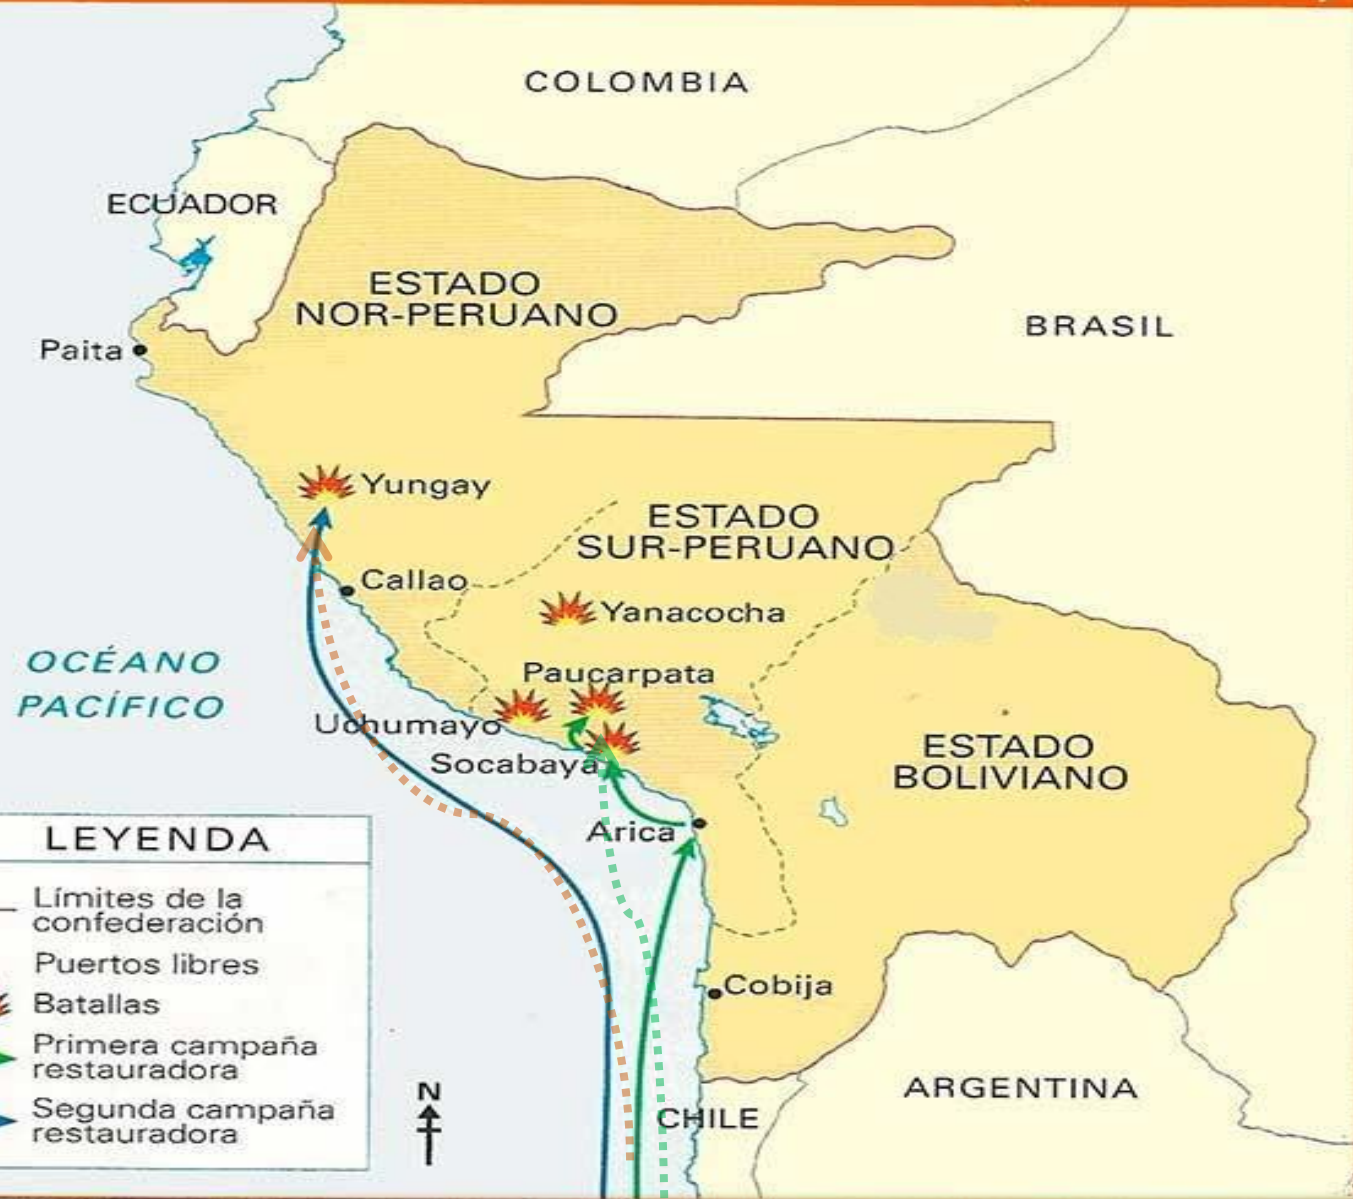 COLOMBIA
ECUADOR
ESTADO
NOR-PERUANO
BRASIL
Paita
Yungay
ESTADO
SUR-PERUANO
Callao
Yanacocha
OCÉANO
PACÍFICO
Paucarpata
Uchumayo
Socabaya
ESTADO
BOLIVIANO
Arica
LEYENDA
Límites de la
confederación
Puertos libres
Batallas
Primera campaña
restauradora
Segunda campaña
restauradora
N
Cobija
CHILE
ARGENTINA